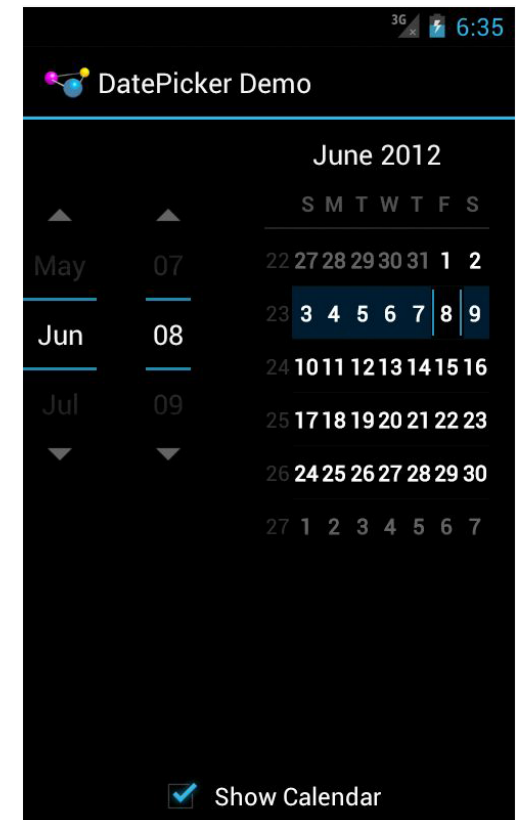 3G 6:35
DatePicker Demo
June 2012
S M T W T F S
May 07
22 27 28 29 30 31 1 2
23 3 4 5 6 7 8 9
Jun 08
24 10 11 12 13 14 15 16
Jul 09
25 17 18 19 20 21 22 23
26 24 25 26 27 28 29 30
27 1 2 3 4 5 6 7
Show Calendar